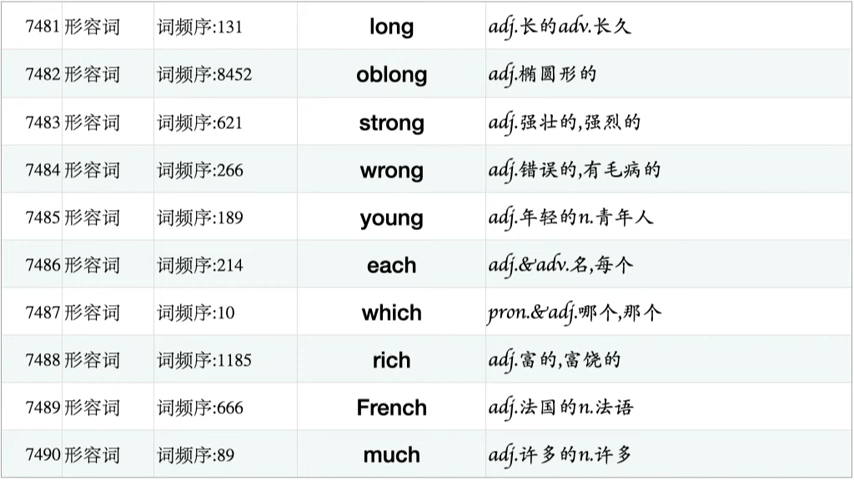 7481 形容词 词频序:131 long adj.长的adv.长久
7482 形容词 词频序:8452 oblong adj.椭圆形的
7483 形容词 词频序:621 strong adj.强壮的,强烈的
7484 形容词 词频序:266 wrong adj.错误的,有毛病的
7485 形容词 词频序:189 young adj.年轻的n.青年人
7486 形容词 词频序:214 each adj.&adv.名,每个
7487 形容词 词频序:10 which pron.&adj.哪个,那个
7488 形容词 词频序:1185 rich adj.富的,富饶的
7489 形容词 词频序:666 French adj.法国的n.法语
7490 形容词 词频序:89 much adj.许多的n.许多